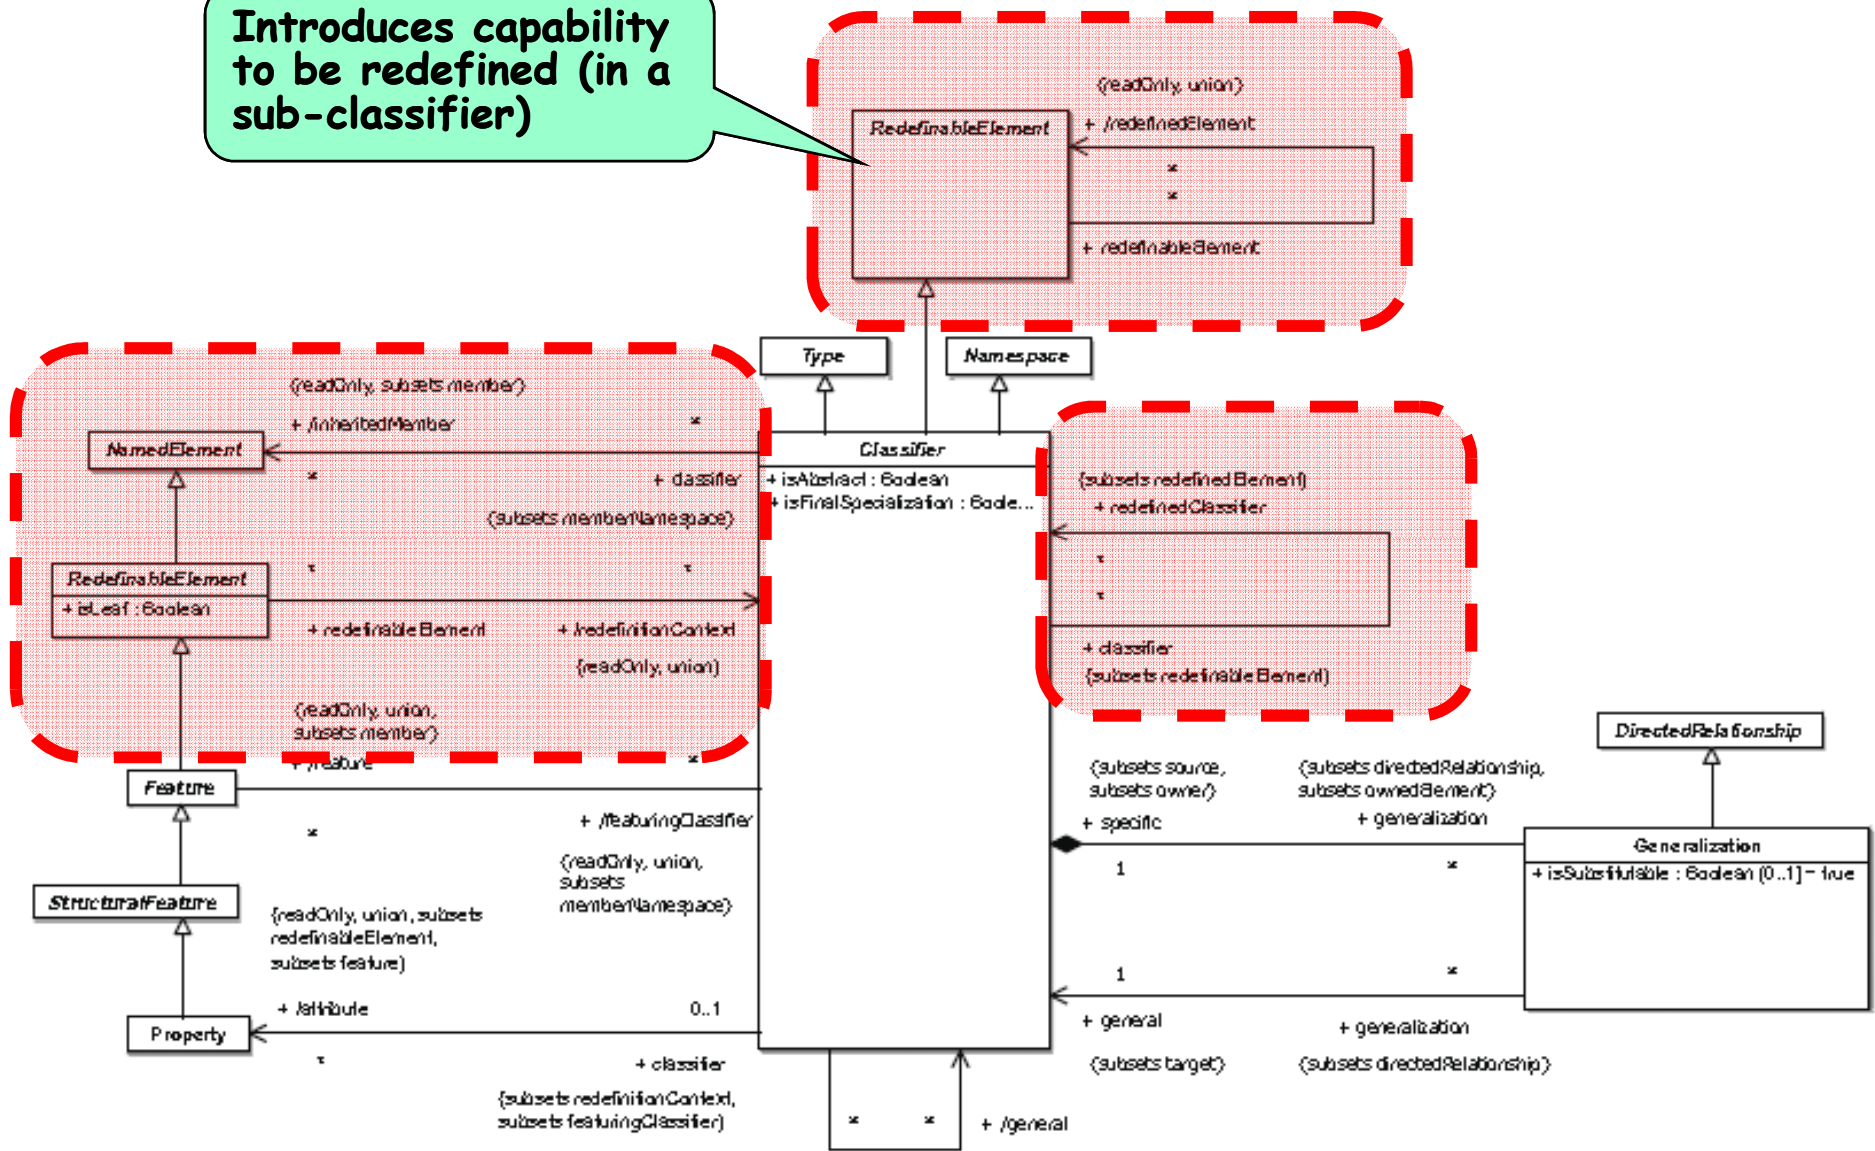 Introduces capability
to be redefined (in a
sub-classifier)
{readOnly, union}
RedefinableElement
+ /redefinedElement
*
*
+ redefinableElement
Type
Namespace
{readOnly, subsets member}
+ /inheritedMember
*
NamedElement
*
+ classifier
{subsets memberNamespace}
Classifier
+ isAbstract : Boolean
+ isFinalSpecialization : Boole...
{subsets redefinedElement}
+ redefinedClassifier
*
*
+ classifier
{subsets redefinableElement}
RedefinableElement
+ isLeaf : Boolean
*
*
+ redefinableElement
+ /redefinitionContext
{readOnly, union}
{readOnly, union,
subsets member}
+ /feature
*
Feature
*
+ /featuringClassifier
{readOnly, union,
subsets
memberNamespace}
DirectedRelationship
{subsets source,
subsets owner}
+ specific
1
{subsets directedRelationship,
subsets ownedElement}
+ generalization
*
Generalization
+ isSubstitutable : Boolean [0..1] = true
StructuralFeature
{readOnly, union, subsets
redefinableElement,
subsets feature}
+ /attribute
0..1
Property
*
+ classifier
{subsets redefinitionContext,
subsets featuringClassifier}
1
*
+ general
{subsets target}
+ generalization
{subsets directedRelationship}
*
*
+ /general